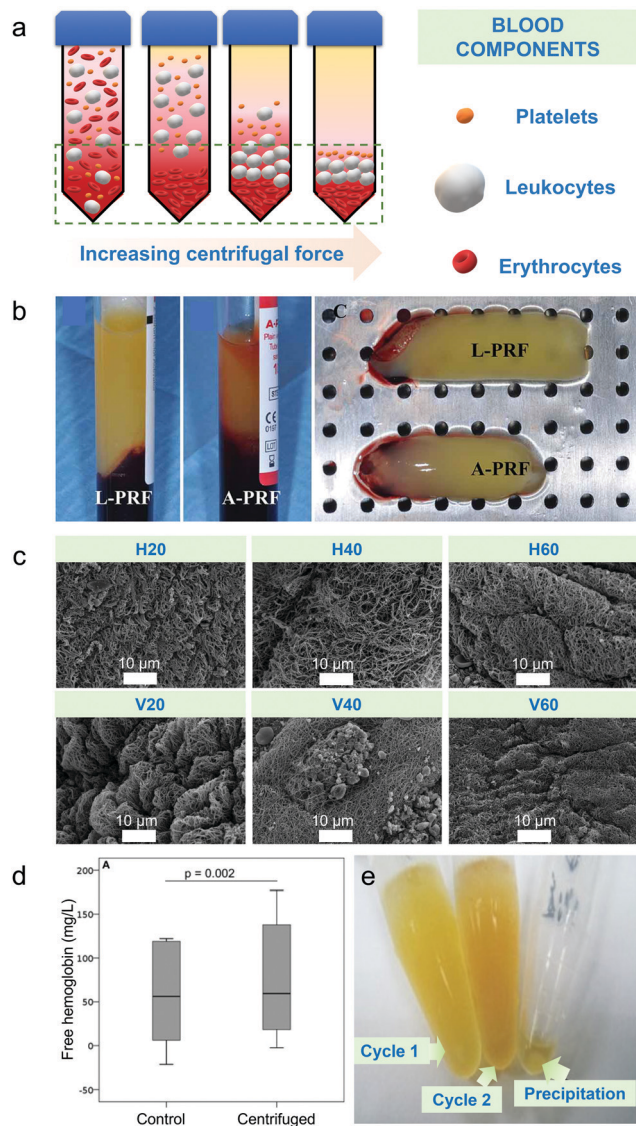 a
BLOOD
COMPONENTS
Platelets
Leukocytes
Erythrocytes
Increasing centrifugal force
b
L-PRF
A-PRF
CE
C
L-PRF
A-PRF
c
H20
H40
H60
10 µm
10 µm
10 µm
V20
V40
V60
10 µm
10 µm
10 µm
d
A
p = 0.002
Free hemoglobin (mg/L)
200
150
100
50
0
-50
Control
Centrifuged
e
Cycle 1
Cycle 2
Precipitation